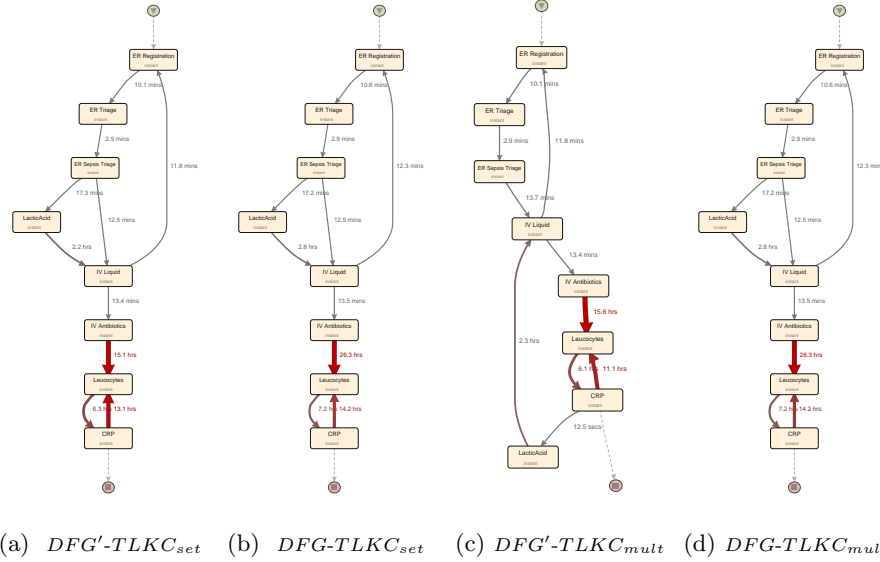 ER Registration
instant
10.1 mins
ER Triage
instant
2.9 mins
ER Sepsis Triage
instant
17.3 mins
11.8 mins
LacticAcid
instant
12.5 mins
2.2 hrs
IV Liquid
instant
13.4 mins
IV Antibiotics
instant
15.1 hrs
Leucocytes
instant
6.3 hrs 13.1 hrs
CRP
instant
(a) DFG′-TLKCset
ER Registration
instant
10.6 mins
ER Triage
instant
2.9 mins
ER Sepsis Triage
instant
17.2 mins
12.3 mins
LacticAcid
instant
12.5 mins
2.8 hrs
IV Liquid
instant
13.5 mins
IV Antibiotics
instant
26.3 hrs
Leucocytes
instant
7.2 hrs 14.2 hrs
CRP
instant
(b) DFG-TLKCset
ER Registration
instant
10.1 mins
ER Triage
instant
11.8 mins
2.9 mins
ER Sepsis Triage
instant
13.7 mins
IV Liquid
instant
13.4 mins
IV Antibiotics
instant
15.6 hrs
2.3 hrs
Leucocytes
instant
6.1 hrs 11.1 hrs
CRP
instant
12.5 secs
LacticAcid
instant
(c) DFG′-TLKCmult
ER Registration
instant
10.6 mins
ER Triage
instant
2.9 mins
ER Sepsis Triage
instant
17.2 mins
12.3 min
LacticAcid
instant
12.5 mins
2.8 hrs
IV Liquid
instant
13.5 mins
IV Antibiotics
instant
26.3 hrs
Leucocytes
instant
7.2 hrs 14.2 hrs
CRP
instant
(d) DFG-TLKCmul